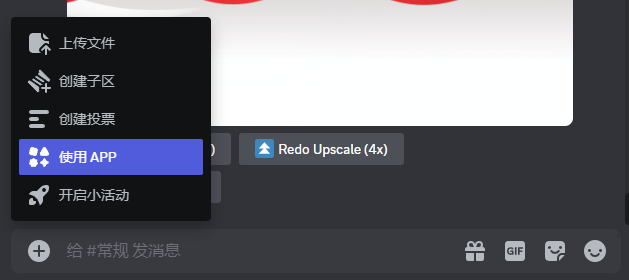 上传文件
创建子区
创建投票
使用 APP
)
Redo Upscale (4x)
开启小活动
给 #常规 发消息
GIF